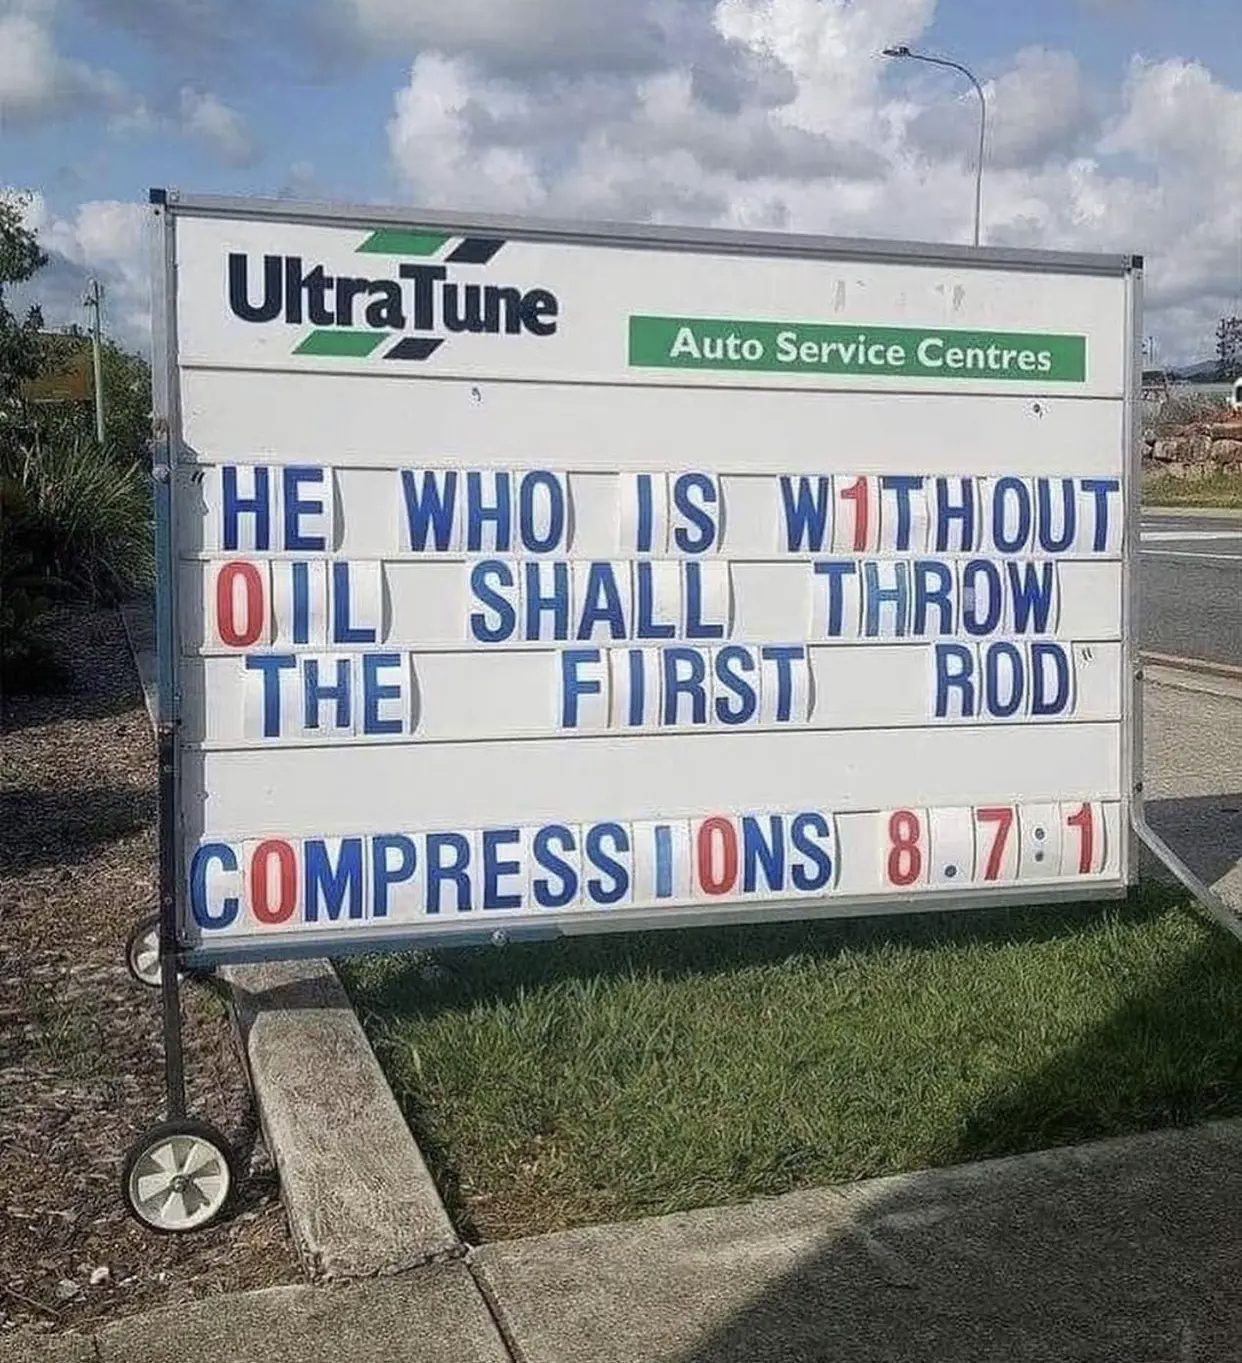 UltraTune
Auto Service Centres
"HE WHO IS W1THOUT
OIL SHALL THROW
THE FIRST ROD"
COMPRESSIONS 8.7:1